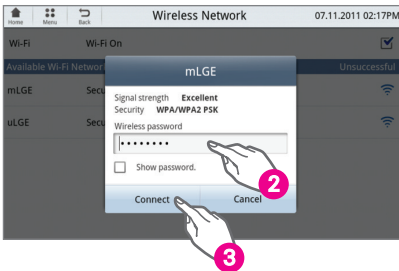 Home Menu Back Wireless Network 07.11.2011 02:17PM
Wi-Fi Wi-Fi On
Available Wi-Fi Networ Unsuccessful
mLGE Secu
uLGE Secu
mLGE
Signal strength Excellent
Security WPA/WPA2 PSK
Wireless password
••••••••
Show password.
Connect Cancel
2
3